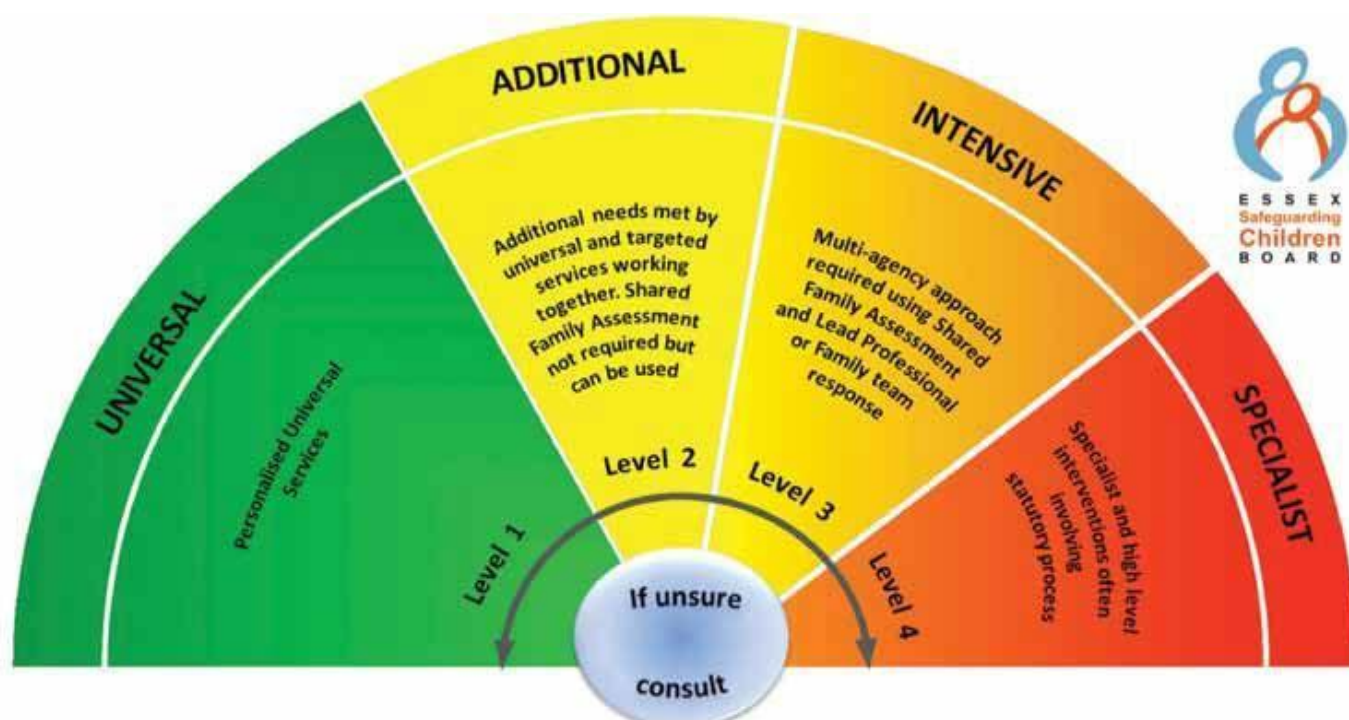 UNIVERSAL
Personalised Universal
Services
Level 1
ADDITIONAL
Additional needs met by
universal and targeted
services working
together. Shared
Family Assessment
not required but
can be used
Level 2
INTENSIVE
Multi-agency approach
required using Shared
Family Assessment
and Lead Professional
or Family team
response
Level 3
SPECIALIST
Specialist and high level
interventions often
involving
statutory process
Level 4
If unsure
consult
ESSEX
Safeguarding
Children
BOARD